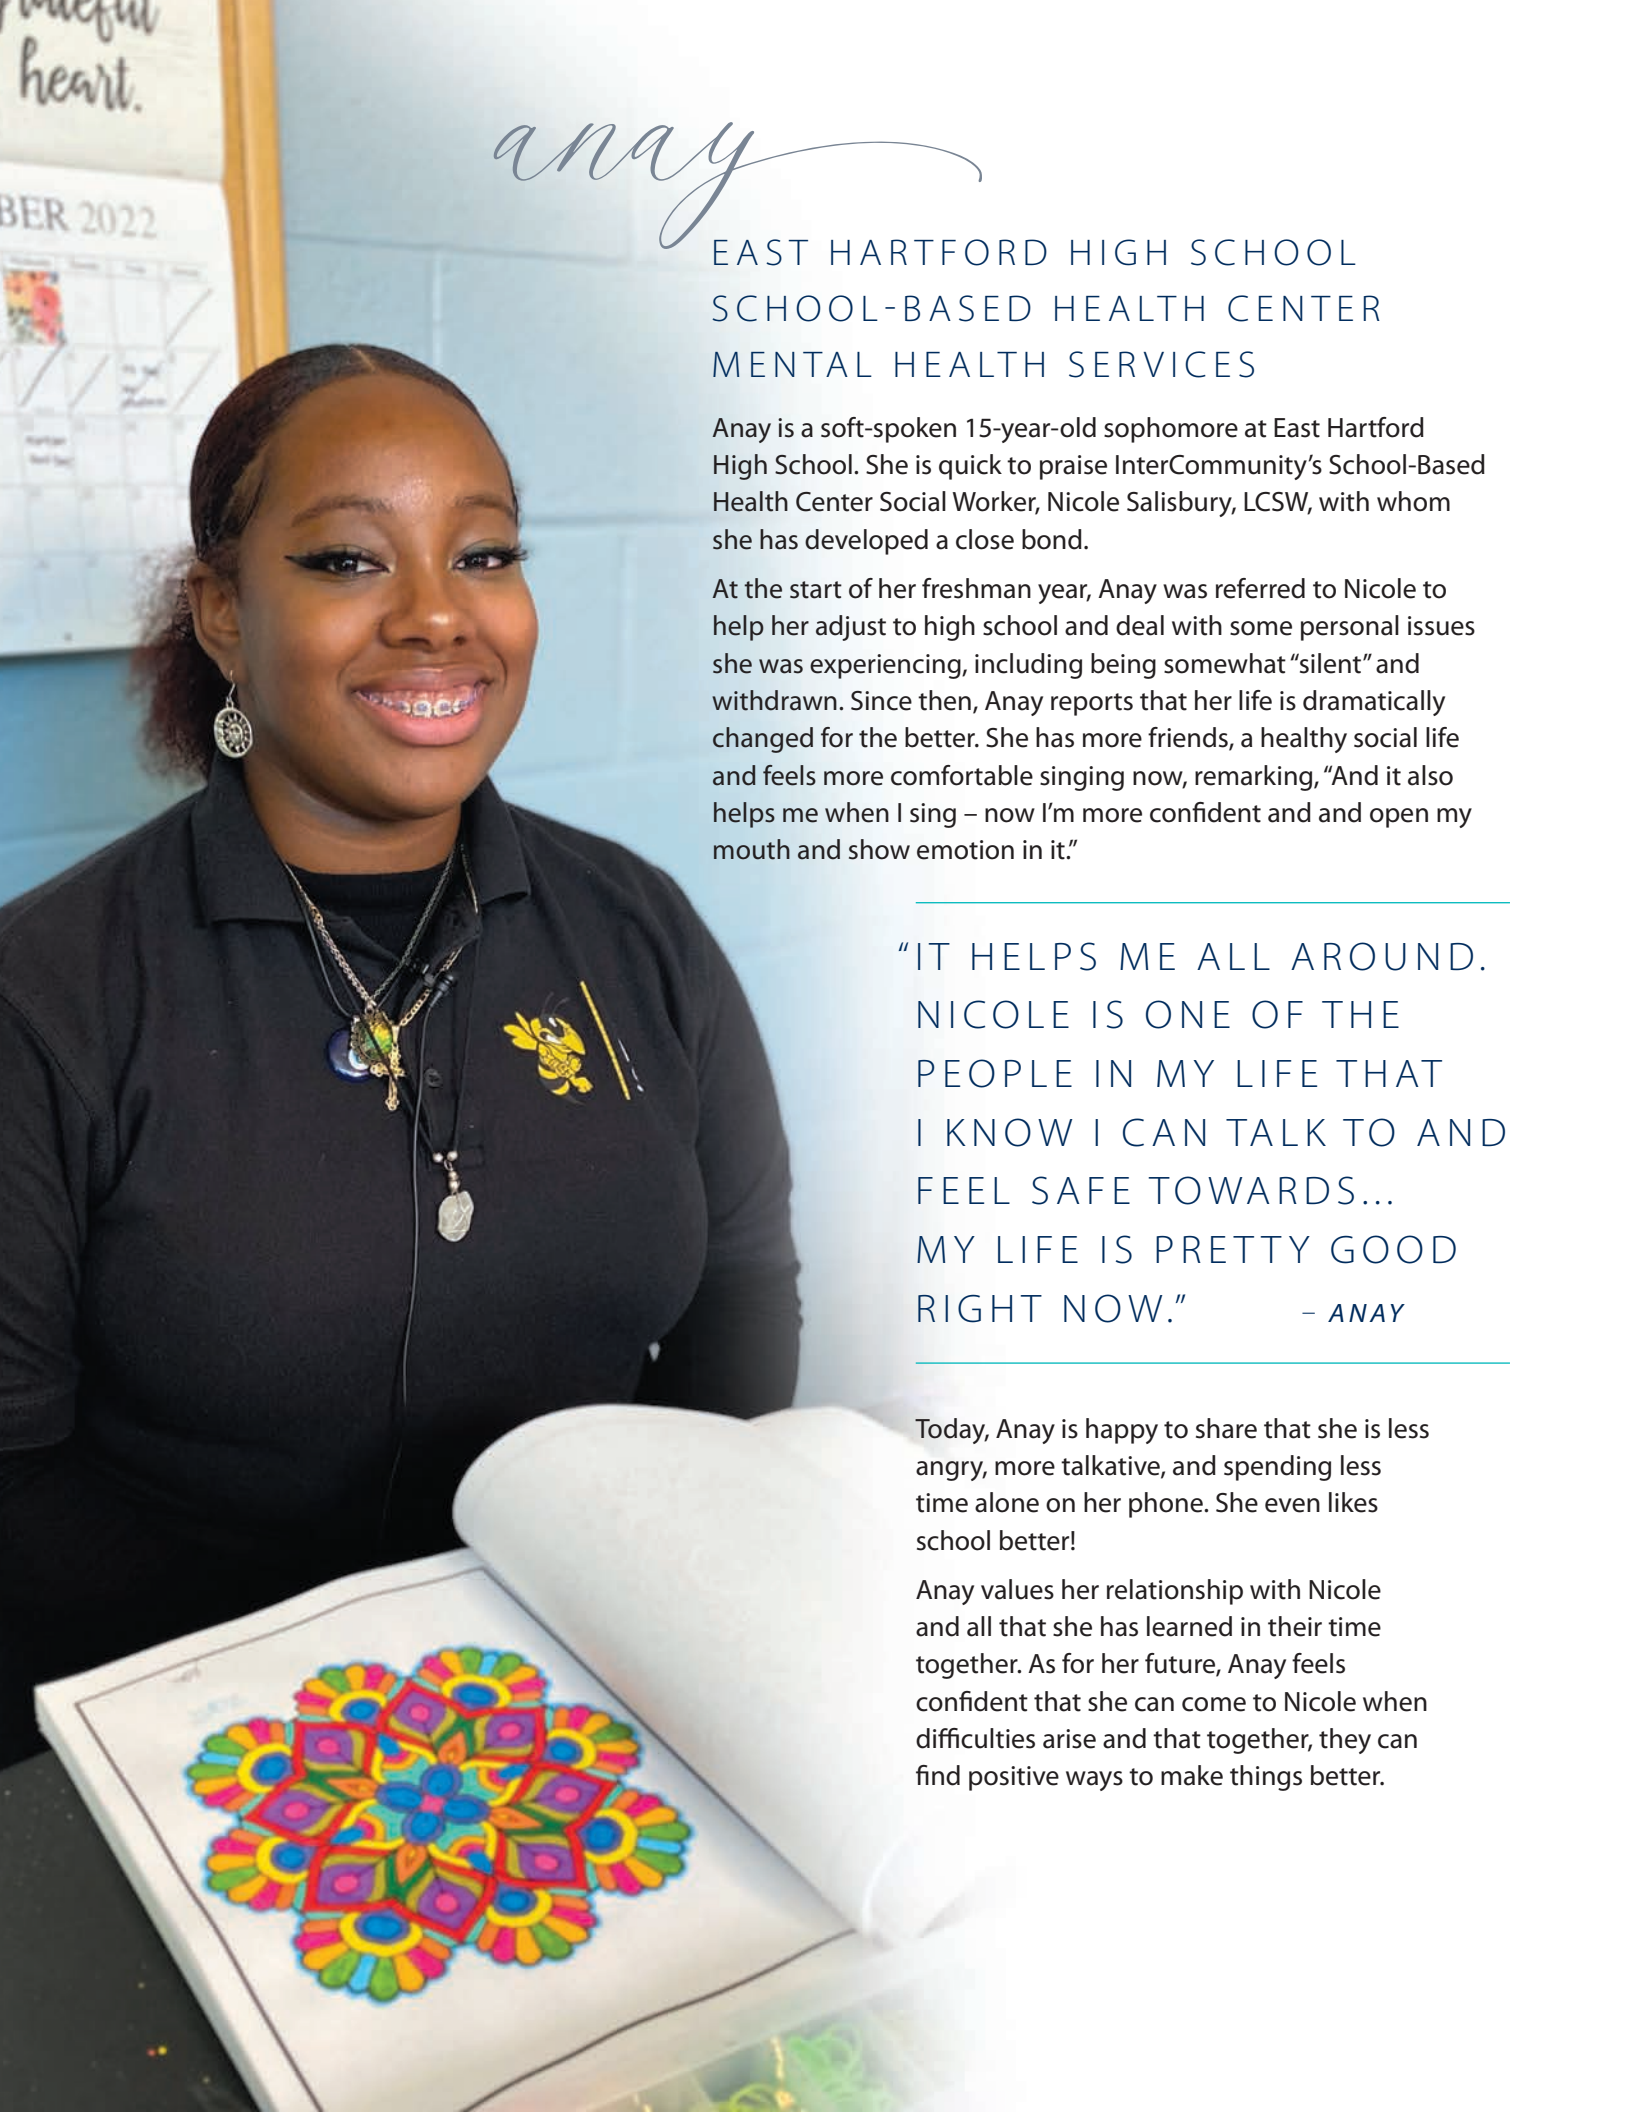 heart.
BER 2022
anay
EAST HARTFORD HIGH SCHOOL
SCHOOL-BASED HEALTH CENTER
MENTAL HEALTH SERVICES
Anay is a soft-spoken 15-year-old sophomore at East Hartford
High School. She is quick to praise InterCommunity’s School-Based
Health Center Social Worker, Nicole Salisbury, LCSW, with whom
she has developed a close bond.
At the start of her freshman year, Anay was referred to Nicole to
help her adjust to high school and deal with some personal issues
she was experiencing, including being somewhat “silent” and
withdrawn. Since then, Anay reports that her life is dramatically
changed for the better. She has more friends, a healthy social life
and feels more comfortable singing now, remarking, “And it also
helps me when I sing – now I’m more confident and and open my
mouth and show emotion in it.”
“IT HELPS ME ALL AROUND.
NICOLE IS ONE OF THE
PEOPLE IN MY LIFE THAT
I KNOW I CAN TALK TO AND
FEEL SAFE TOWARDS...
MY LIFE IS PRETTY GOOD
RIGHT NOW.” – ANAY
Today, Anay is happy to share that she is less
angry, more talkative, and spending less
time alone on her phone. She even likes
school better!
Anay values her relationship with Nicole
and all that she has learned in their time
together. As for her future, Anay feels
confident that she can come to Nicole when
difficulties arise and that together, they can
find positive ways to make things better.